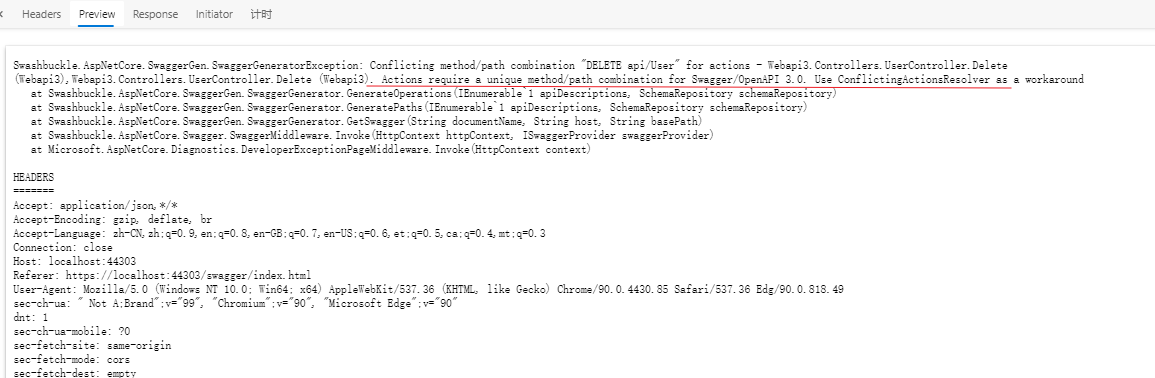 Headers Preview Response Initiator 计时
Swashbuckle.AspNetCore.SwaggerGen.SwaggerGeneratorException: Conflicting method/path combination "DELETE api/User" for actions - Webapi3.Controllers.UserController.Delete
(Webapi3),Webapi3.Controllers.UserController.Delete (Webapi3). Actions require a unique method/path combination for Swagger/OpenAPI 3.0. Use ConflictingActionsResolver as a workaround
at Swashbuckle.AspNetCore.SwaggerGen.SwaggerGenerator.GenerateOperations(IEnumerable`1 apiDescriptions, SchemaRepository schemaRepository)
at Swashbuckle.AspNetCore.SwaggerGen.SwaggerGenerator.GeneratePaths(IEnumerable`1 apiDescriptions, SchemaRepository schemaRepository)
at Swashbuckle.AspNetCore.SwaggerGen.SwaggerGenerator.GetSwagger(String documentName, String host, String basePath)
at Swashbuckle.AspNetCore.Swagger.SwaggerMiddleware.Invoke(HttpContext httpContext, ISwaggerProvider swaggerProvider)
at Microsoft.AspNetCore.Diagnostics.DeveloperExceptionPageMiddleware.Invoke(HttpContext context)
HEADERS
=======
Accept: application/json,*/*
Accept-Encoding: gzip, deflate, br
Accept-Language: zh-CN,zh;q=0.9,en;q=0.8,en-GB;q=0.7,en-US;q=0.6,et;q=0.5,ca;q=0.4,mt;q=0.3
Connection: close
Host: localhost:44303
Referer: https://localhost:44303/swagger/index.html
User-Agent: Mozilla/5.0 (Windows NT 10.0; Win64; x64) AppleWebKit/537.36 (KHTML, like Gecko) Chrome/90.0.4430.85 Safari/537.36 Edg/90.0.818.49
sec-ch-ua: " Not A;Brand";v="99", "Chromium";v="90", "Microsoft Edge";v="90"
dnt: 1
sec-ch-ua-mobile: ?0
sec-fetch-site: same-origin
sec-fetch-mode: cors
sec-fetch-dest: empty